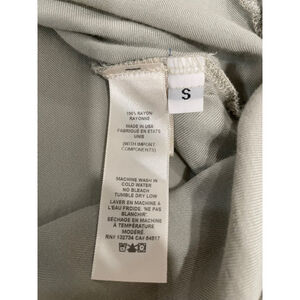 S
100% RAYON
RAYONNE
MADE IN USA
FABRIQUÉ EN ETATS
UNIS
(WITH IMPORT
COMPONENTS)
MACHINE WASH IN
COLD WATER
NO BLEACH
TUMBLE DRY LOW
LAVER EN MACHINE À
L'EAU FROIDE. NE PAS
BLANCHIR.
SÉCHAGE EN MACHINE
À TEMPÉRATURE
MODÉRÉ
RN# 132704 CA# 54817